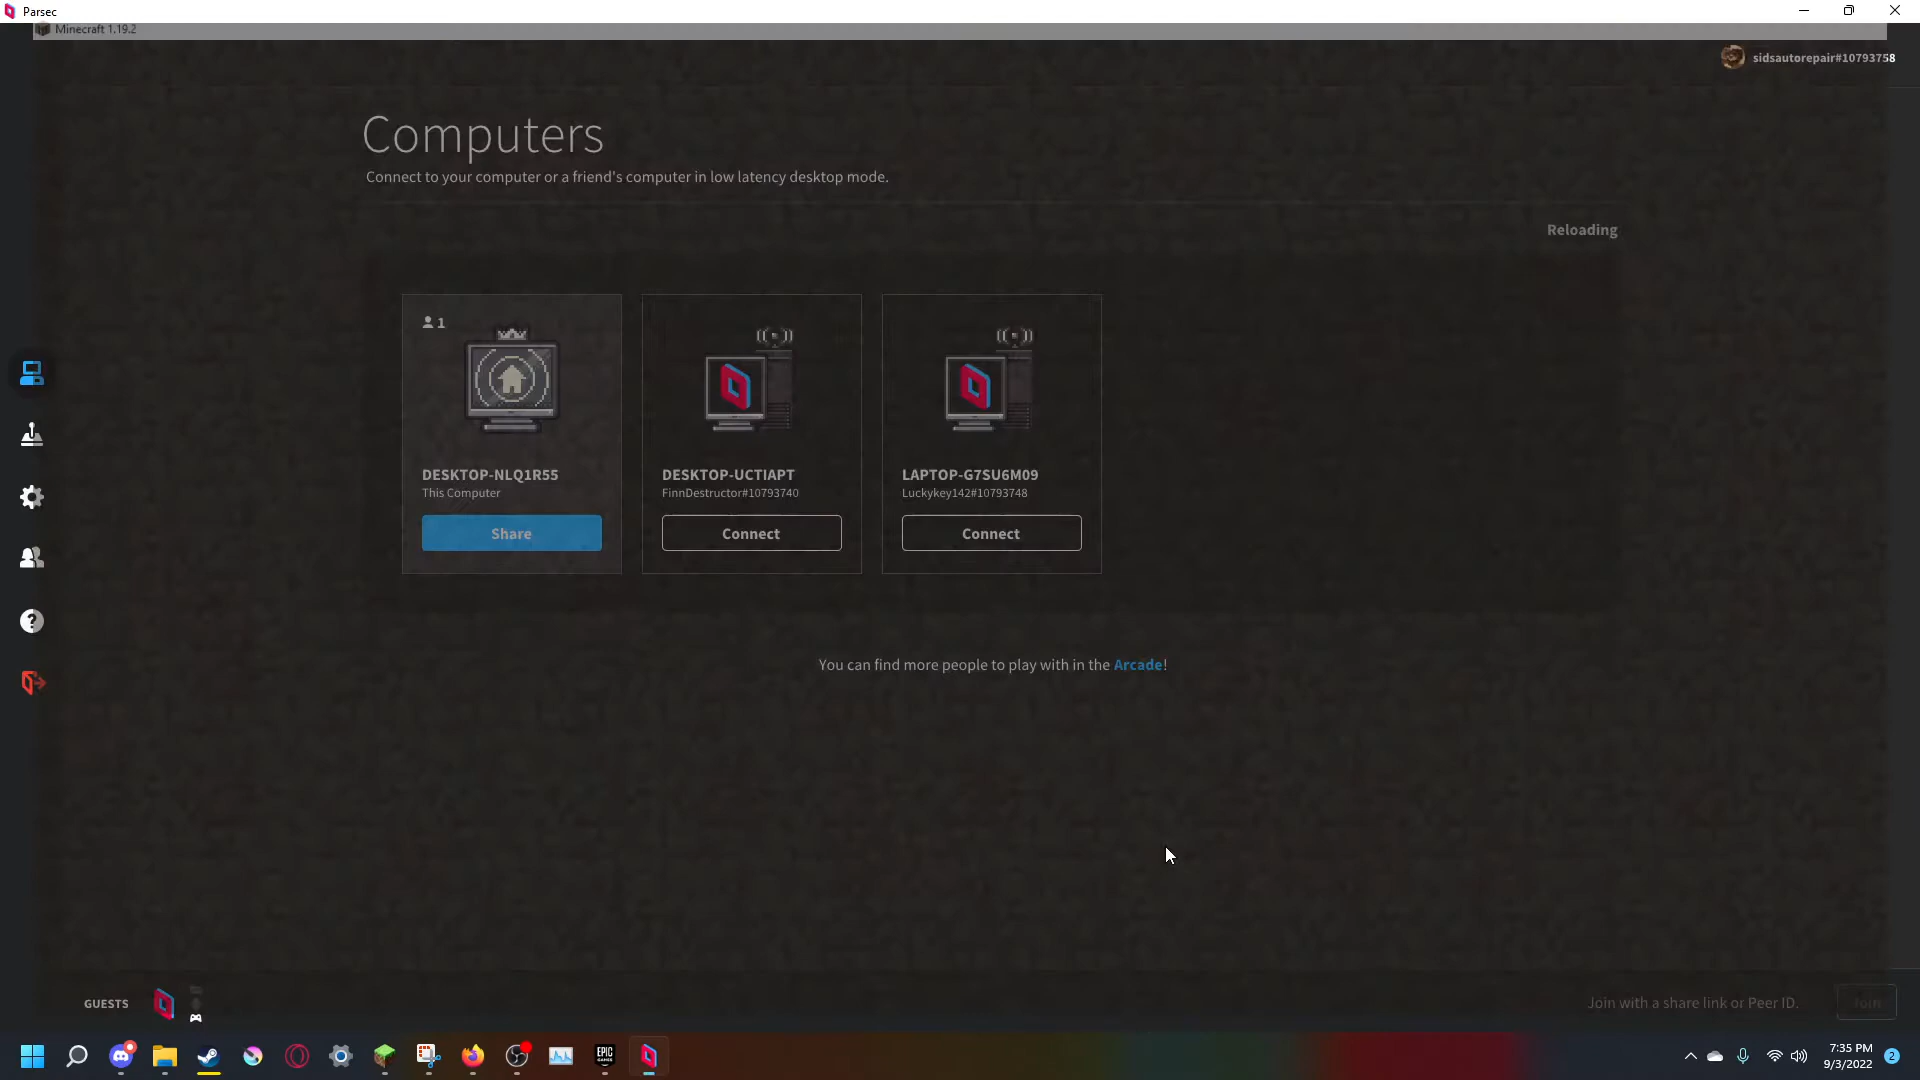 Parsec
Minecraft 1.19.2
sidsautorepair#10793758
Computers
Connect to your computer or a friend's computer in low latency desktop mode.
Reloading
1
DESKTOP-NLQ1R55
This Computer
Share
DESKTOP-UCTIAPT
FinnDestructor#10793740
Connect
LAPTOP-G7SU6M09
Luckykey142#10793748
Connect
You can find more people to play with in the Arcade!
GUESTS
Join with a share link or Peer ID.
Join
EPIC
GAMES
7:35 PM
9/3/2022
2